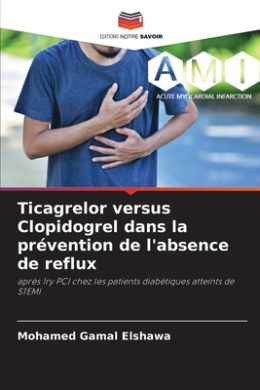 EDITIONS NOTRE SAVOIR
AMI
ACUTE MYOCARDIAL INFARCTION
Ticagrelor versus
Clopidogrel dans la
prévention de l'absence
de reflux
après 1ry PCI chez les patients diabétiques atteints de
STEMI
Mohamed Gamal Elshawa